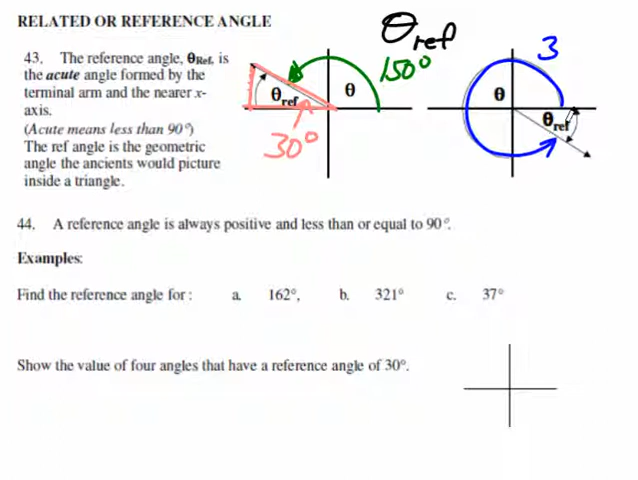 RELATED OR REFERENCE ANGLE
43. The reference angle, θRef, is
the acute angle formed by the
terminal arm and the nearer x-
axis.
(Acute means less than 90°)
The ref angle is the geometric
angle the ancients would picture
inside a triangle.
θref
150°
θ
θref
30°
3
θ
θref
44. A reference angle is always positive and less than or equal to 90°.
Examples:
Find the reference angle for : a. 162°, b. 321° c. 37°
Show the value of four angles that have a reference angle of 30°.